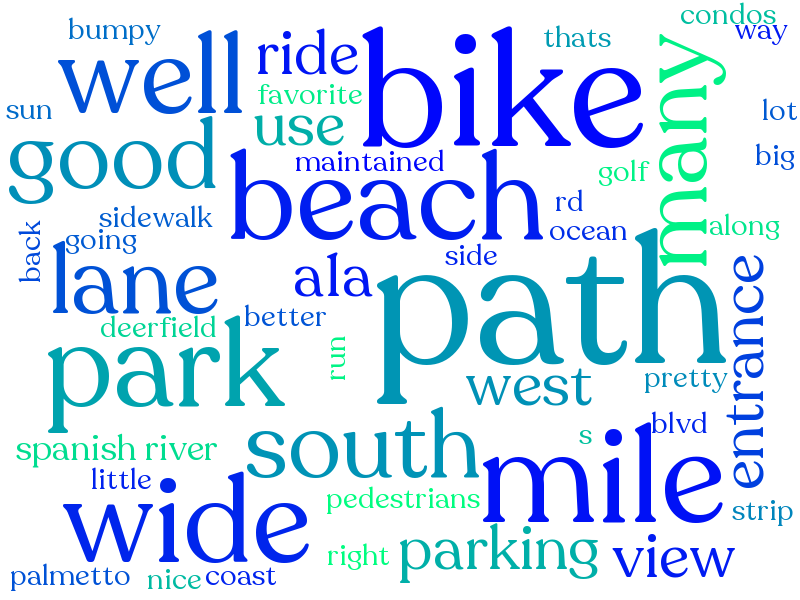 condos
bumpy
way
thats
well
ride
bike
favorite
many
sun
lot
use
good
maintained
big
beach
golf
rd
sidewalk
along
back
going
ocean
side
lane
ala
path
entrance
deerfield
better
run
park
west
pretty
blvd
south
s
spanish river
mile
little
wide
pedestrians
strip
parking
view
right
palmetto
nice
coast